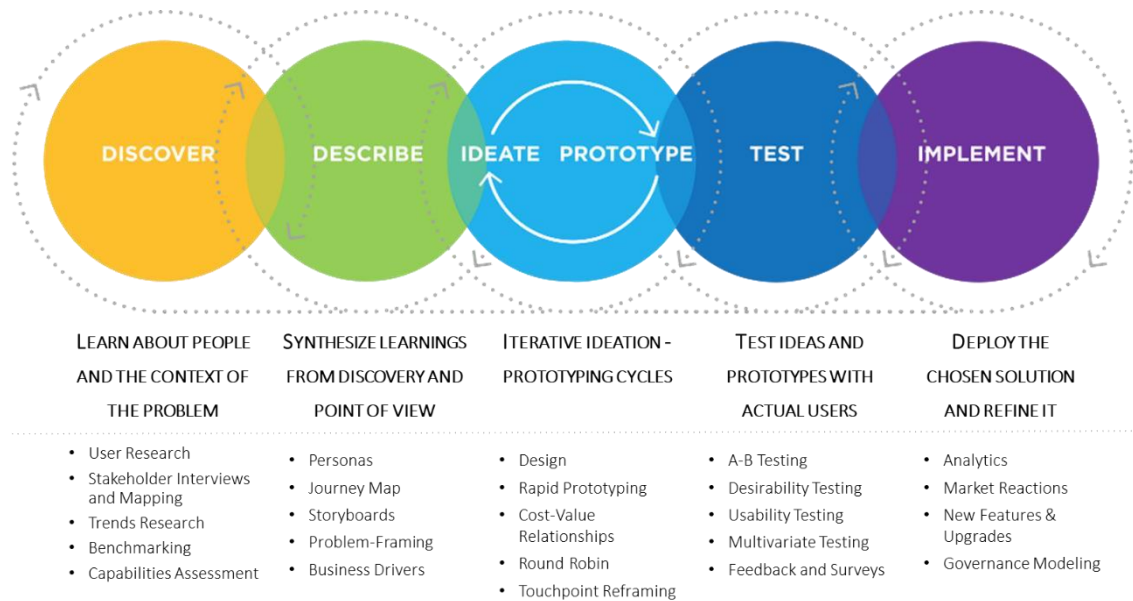 DISCOVER
DESCRIBE
IDEATE PROTOTYPE
TEST
IMPLEMENT
LEARN ABOUT PEOPLE
AND THE CONTEXT OF
THE PROBLEM
• User Research
• Stakeholder Interviews
and Mapping
• Trends Research
• Benchmarking
• Capabilities Assessment
SYNTHESIZE LEARNINGS
FROM DISCOVERY AND
POINT OF VIEW
• Personas
• Journey Map
• Storyboards
• Problem-Framing
• Business Drivers
ITERATIVE IDEATION -
PROTOTYPING CYCLES
• Design
• Rapid Prototyping
• Cost-Value
Relationships
• Round Robin
• Touchpoint Reframing
TEST IDEAS AND
PROTOTYPES WITH
ACTUAL USERS
• A-B Testing
• Desirability Testing
• Usability Testing
• Multivariate Testing
• Feedback and Surveys
DEPLOY THE
CHOSEN SOLUTION
AND REFINE IT
• Analytics
• Market Reactions
• New Features &
Upgrades
• Governance Modeling